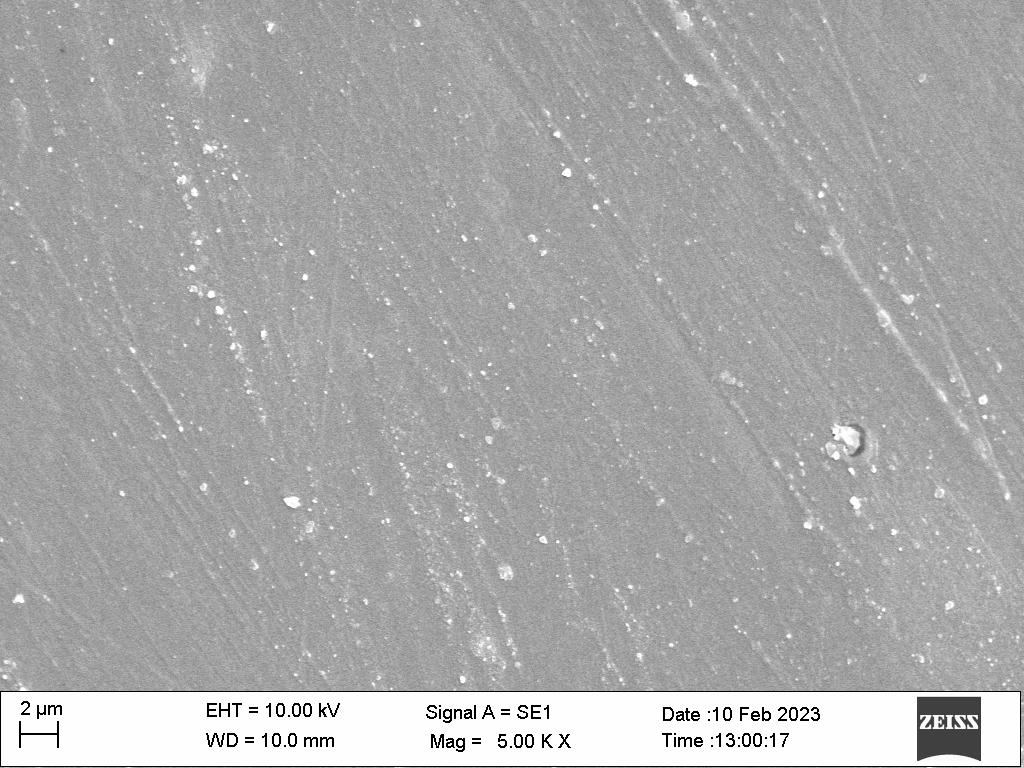 2 µm
EHT = 10.00 kV
WD = 10.0 mm
Signal A = SE1
Mag = 5.00 K X
Date :10 Feb 2023
Time :13:00:17
ZEISS